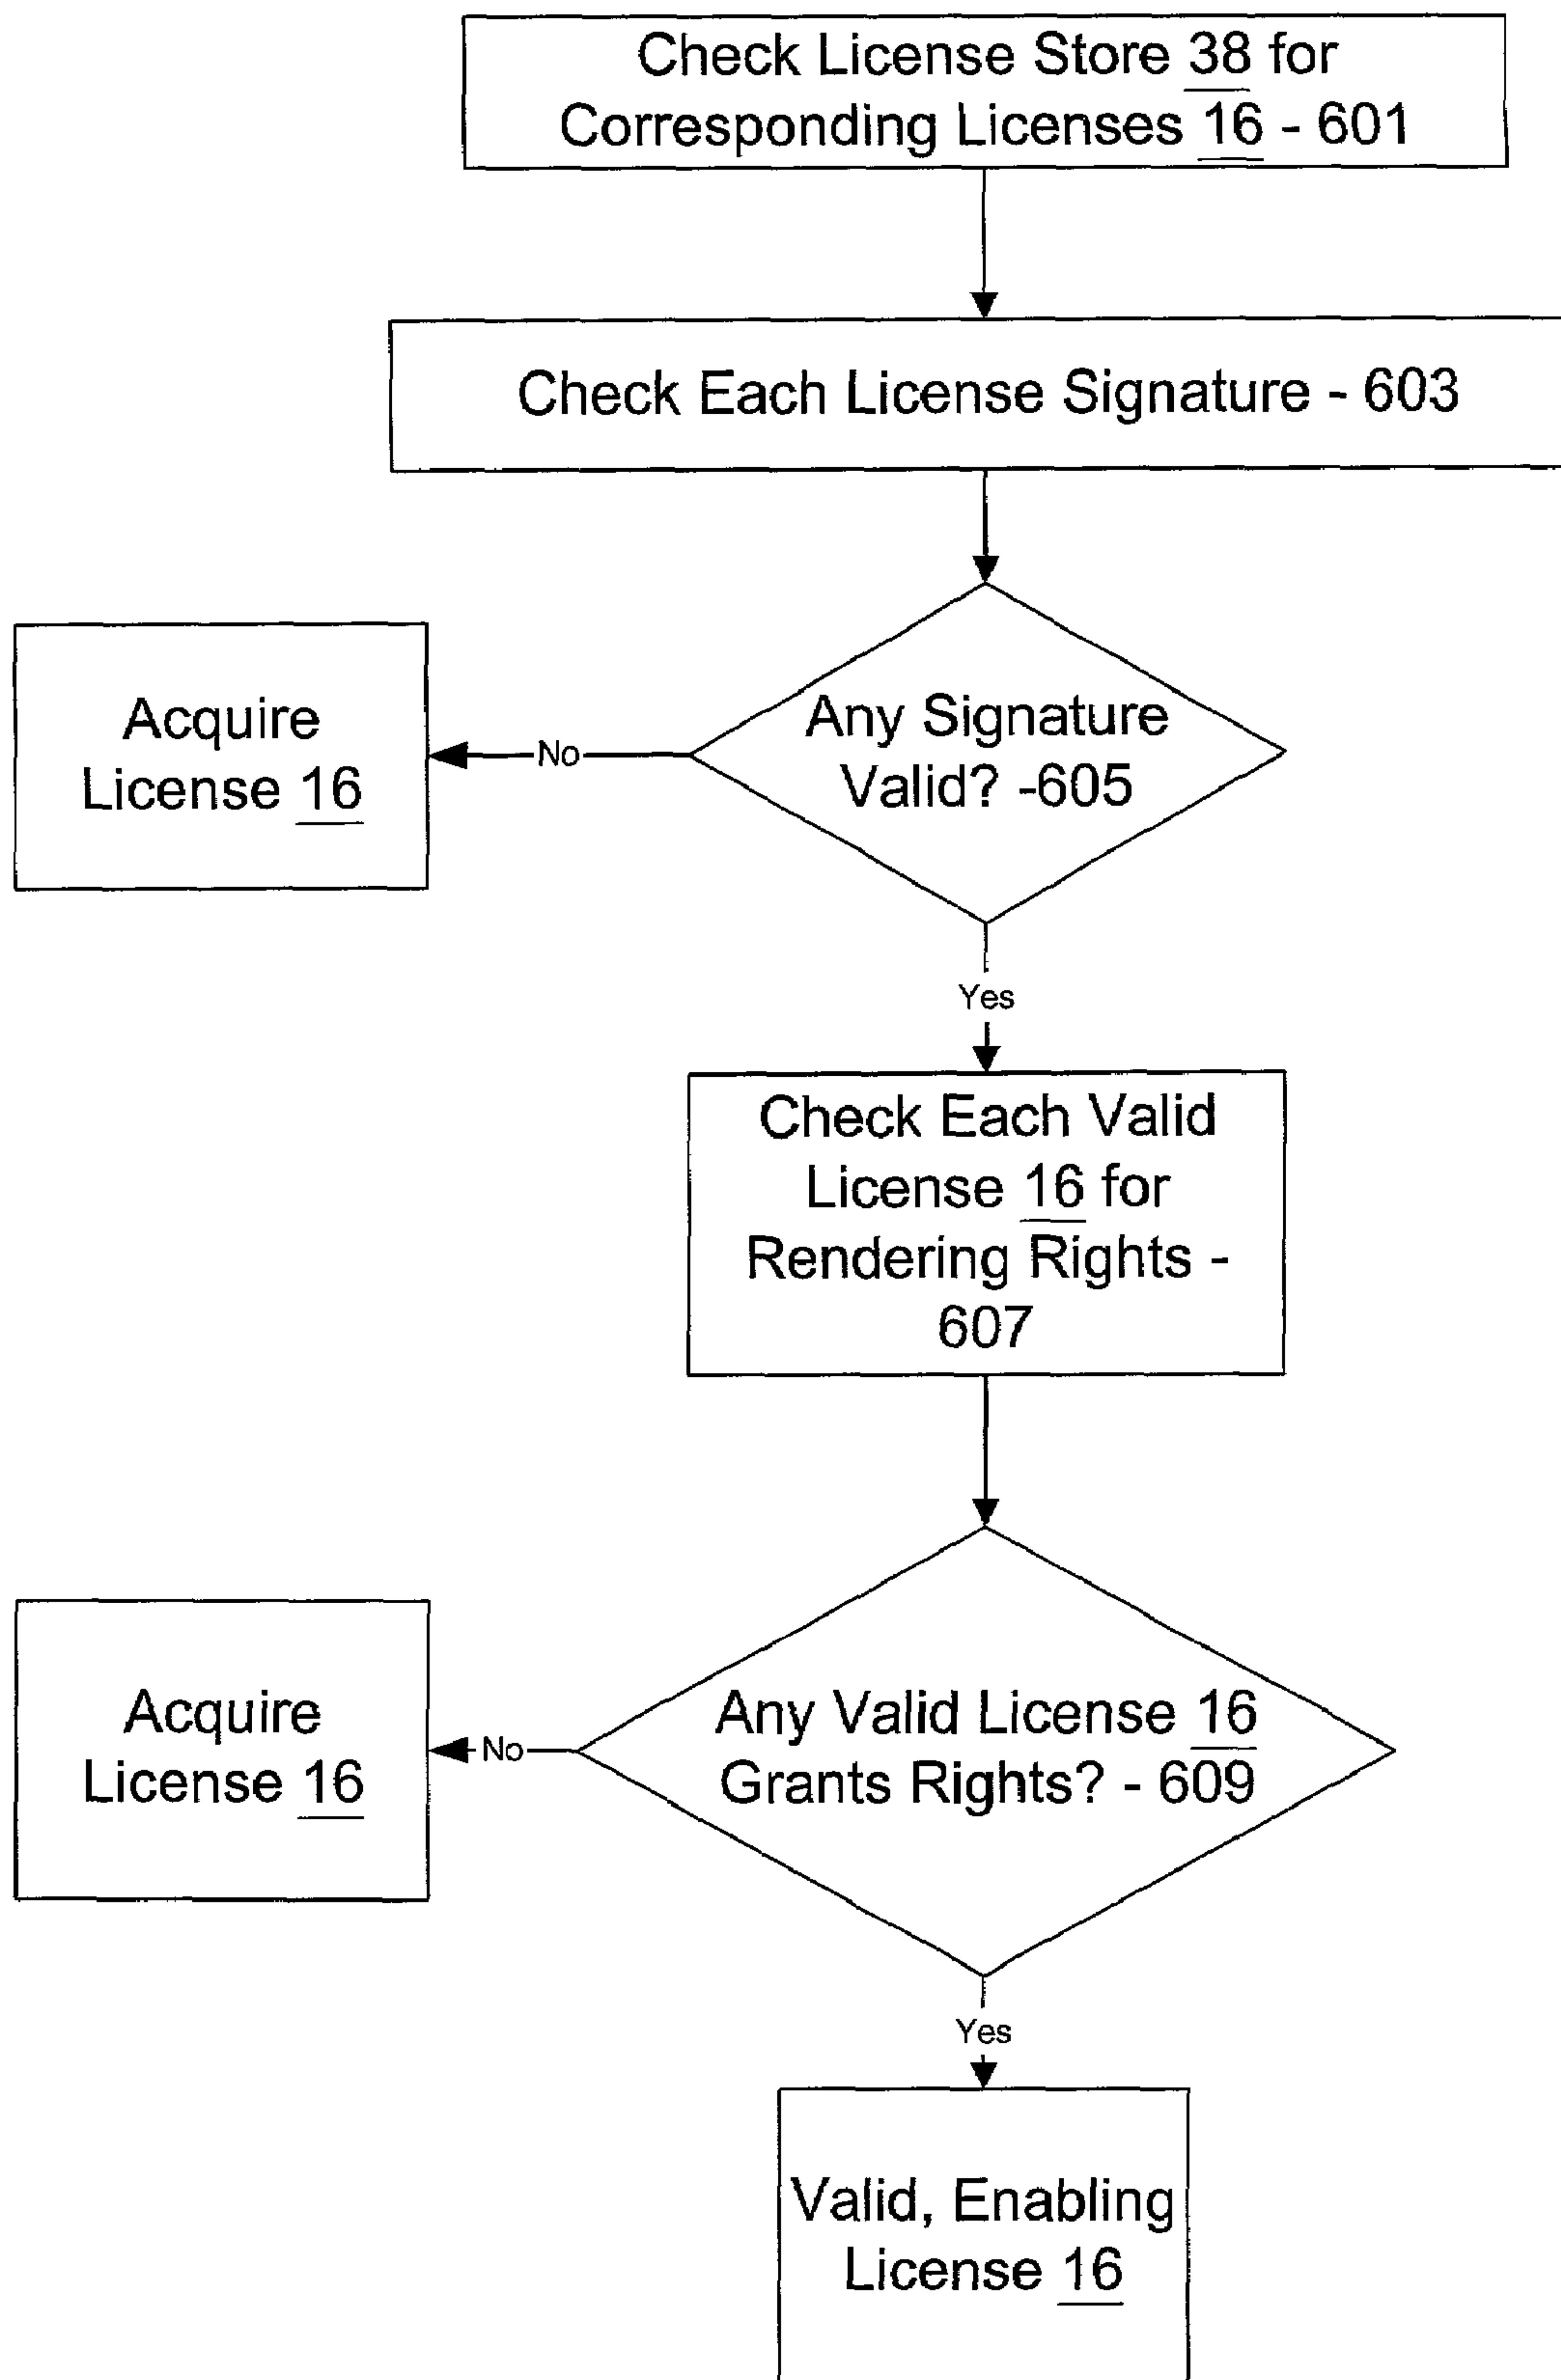 Check License Store 38 for
Corresponding Licenses 16 - 601
Check Each License Signature - 603
Any Signature
Valid? -605
No
Acquire
License 16
Yes
Check Each Valid
License 16 for
Rendering Rights -
607
Any Valid License 16
Grants Rights? - 609
No
Acquire
License 16
Yes
Valid, Enabling
License 16